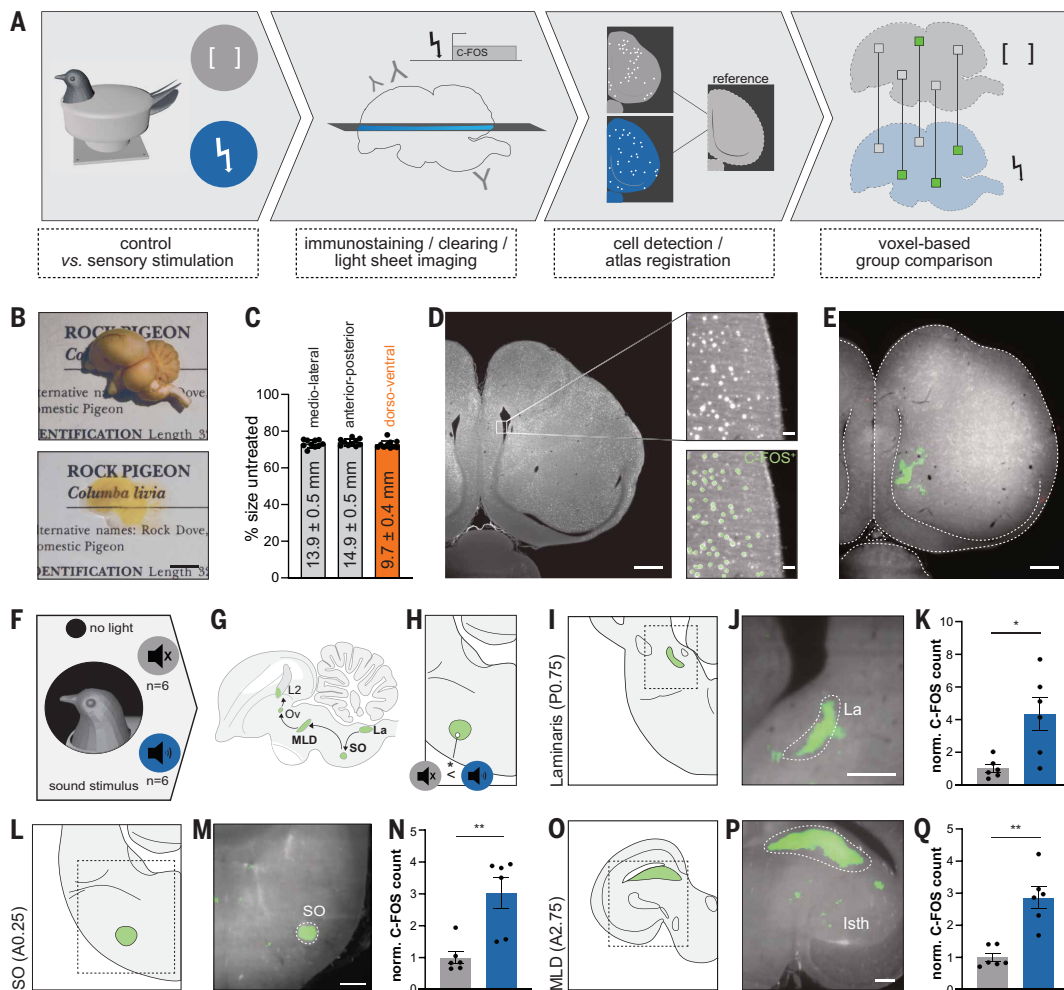 A
[ ]
C-FOS
reference
[ ]
control
vs. sensory stimulation
immunostaining / clearing /
light sheet imaging
cell detection /
atlas registration
voxel-based
group comparison
B
ROCK PIGEON
Co
Dove,
omestic Pigeon
ENTIFICATION Length
ROCK PIGEON
Columba livia
lternative names: Rock Dove,
omestic Pigeon
ENTIFICATION Length
C
% size untreated
100
80
60
40
20
0
medio-lateral
anterior-posterior
dorso-ventral
13.9 ± 0.5 mm
14.9 ± 0.5 mm
9.7 ± 0.4 mm
D
C-FOS+
E
F
no light
n=6
sound stimulus
n=6
G
L2
Ov
MLD
SO
La
H
*
<
I
Laminaris (P0.75)
J
La
K
norm. C-FOS count
10
8
6
4
2
0
*
L
SO (A0.25)
M
SO
N
norm. C-FOS count
5
4
3
2
1
0
**
O
MLD (A2.75)
P
Isth
Q
norm. C-FOS count
5
4
3
2
1
0
**